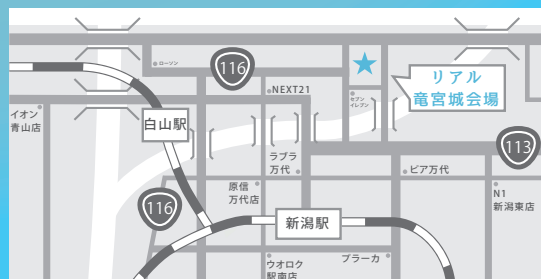 ローソン
116
リアル
竜宮城会場
NEXT21
セブン
イレブン
イオン
青山店
白山駅
113
ラブラ
万代
ピア万代
原信
万代店
N1
新潟東店
116
新潟駅
ウオロク
駅南店
プラーカ